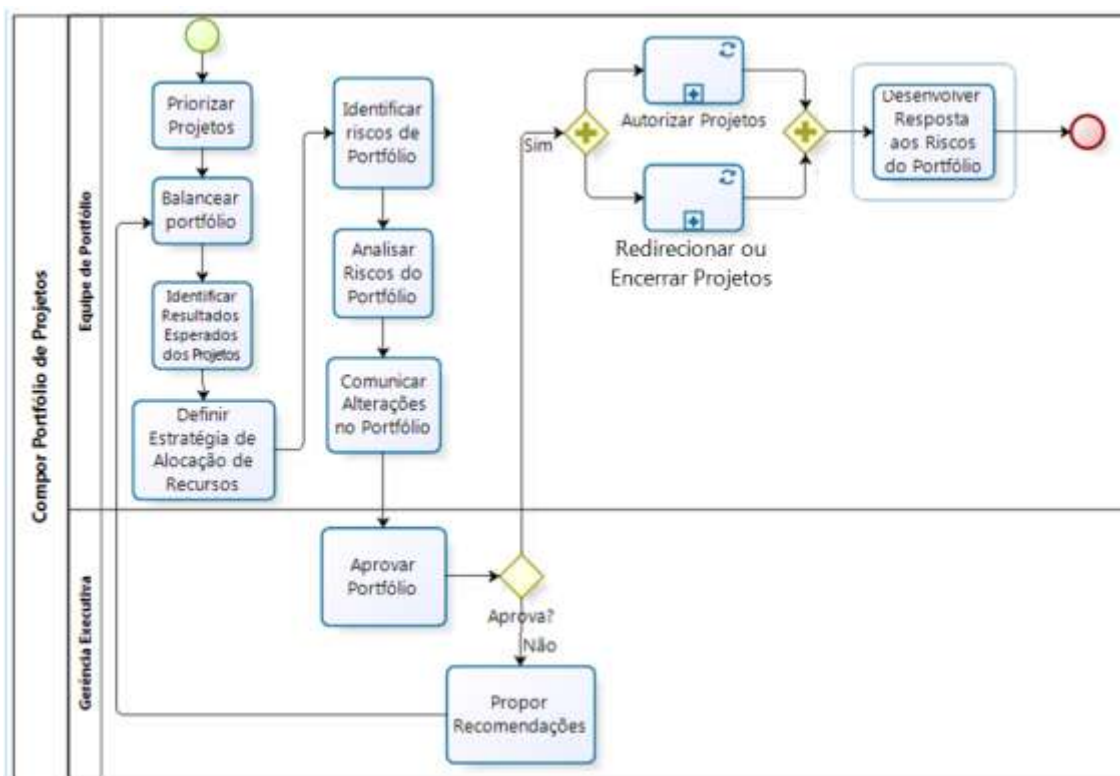 Compor Portfólio de Projetos
Equipe de Portfólio
Priorizar
Projetos
Balancear
portfólio
Identificar
Resultados
Esperados
dos Projetos
Definir
Estratégia de
Alocação de
Recursos
Identificar
riscos de
Portfólio
Analisar
Riscos do
Portfólio
Comunicar
Alterações
no Portfólio
Sim
Autorizar Projetos
Redirecionar ou
Encerrar Projetos
Desenvolver
Resposta
aos Riscos
do Portfólio
Gerência Executiva
Aprovar
Portfólio
Aprova?
Não
Propor
Recomendações